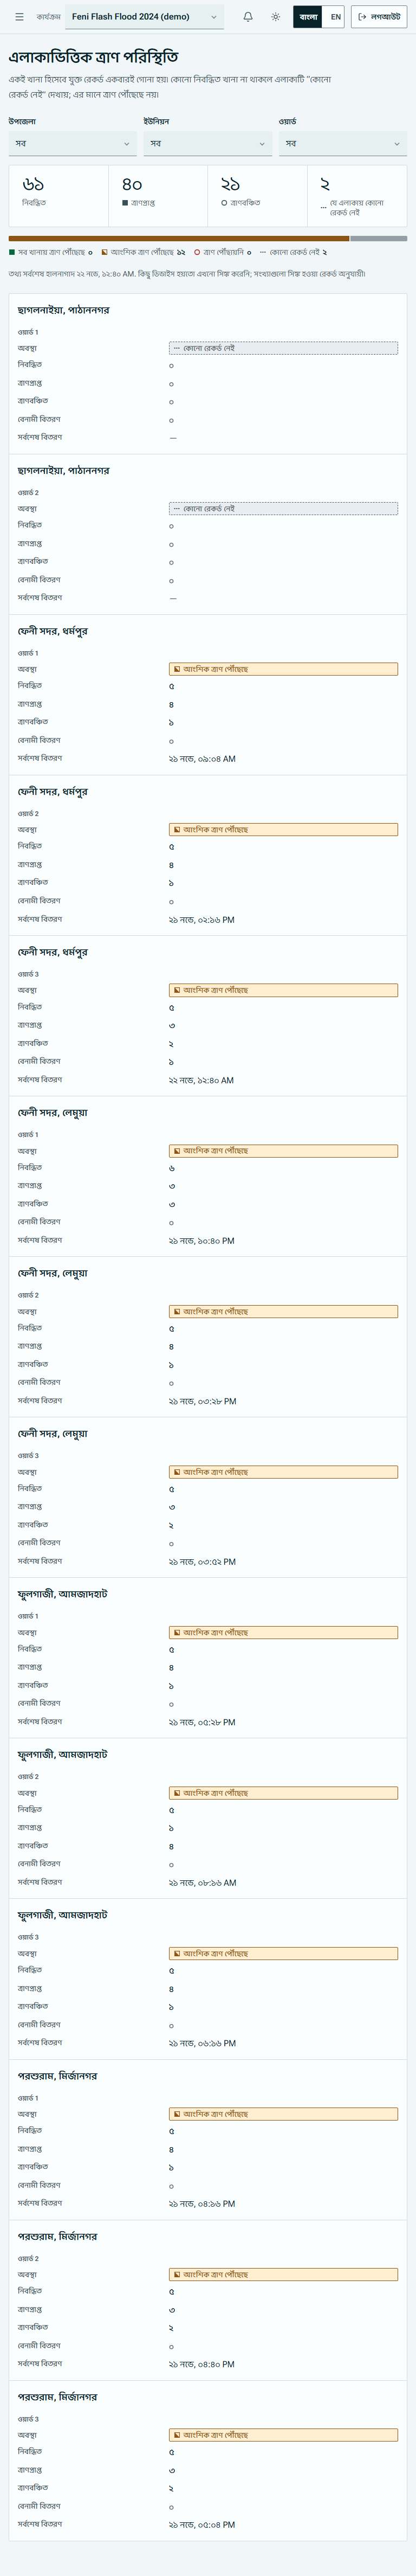 কার্যক্রম Feni Flash Flood 2024 (demo) বাংলা EN লগআউট
এলাকাভিত্তিক ত্রাণ পরিস্থিতি
একই খানা হিসেবে যুক্ত রেকর্ড একবারই গোনা হয়। কোনো নিবন্ধিত খানা না থাকলে এলাকাটি "কোনো
রেকর্ড নেই" দেখায়; এর মানে ত্রাণ পৌঁছেছে নয়।
উপজেলা ইউনিয়ন ওয়ার্ড
সব সব সব
৬১ ৪০ ২১ ২
নিবন্ধিত ত্রাণপ্রাপ্ত ত্রাণবঞ্চিত যে এলাকায় কোনো
রেকর্ড নেই
সব খানায় ত্রাণ পৌঁছেছে ০ আংশিক ত্রাণ পৌঁছেছে ১২ ত্রাণ পৌঁছায়নি ০ কোনো রেকর্ড নেই ২
তথ্য সর্বশেষ হালনাগাদ ২২ নভে, ১২:৪০ AM. কিছু ডিভাইস হয়তো এখনো সিঙ্ক করেনি; সংখ্যাগুলো সিঙ্ক হওয়া রেকর্ড অনুযায়ী।
ছাগলনাইয়া, পাঠাননগর
ওয়ার্ড 1
অবস্থা কোনো রেকর্ড নেই
নিবন্ধিত ০
ত্রাণপ্রাপ্ত ০
ত্রাণবঞ্চিত ০
বেনামী বিতরণ ০
সর্বশেষ বিতরণ —
ছাগলনাইয়া, পাঠাননগর
ওয়ার্ড 2
অবস্থা কোনো রেকর্ড নেই
নিবন্ধিত ০
ত্রাণপ্রাপ্ত ০
ত্রাণবঞ্চিত ০
বেনামী বিতরণ ০
সর্বশেষ বিতরণ —
ফেনী সদর, ধর্মপুর
ওয়ার্ড 1
অবস্থা আংশিক ত্রাণ পৌঁছেছে
নিবন্ধিত ৫
ত্রাণপ্রাপ্ত ৪
ত্রাণবঞ্চিত ১
বেনামী বিতরণ ০
সর্বশেষ বিতরণ ২১ নভে, ০৯:০৪ AM
ফেনী সদর, ধর্মপুর
ওয়ার্ড 2
অবস্থা আংশিক ত্রাণ পৌঁছেছে
নিবন্ধিত ৫
ত্রাণপ্রাপ্ত ৪
ত্রাণবঞ্চিত ১
বেনামী বিতরণ ০
সর্বশেষ বিতরণ ২১ নভে, ০২:১৬ PM
ফেনী সদর, ধর্মপুর
ওয়ার্ড 3
অবস্থা আংশিক ত্রাণ পৌঁছেছে
নিবন্ধিত ৫
ত্রাণপ্রাপ্ত ৩
ত্রাণবঞ্চিত ২
বেনামী বিতরণ ১
সর্বশেষ বিতরণ ২২ নভে, ১২:৪০ AM
ফেনী সদর, লেমুয়া
ওয়ার্ড 1
অবস্থা আংশিক ত্রাণ পৌঁছেছে
নিবন্ধিত ৬
ত্রাণপ্রাপ্ত ৩
ত্রাণবঞ্চিত ৩
বেনামী বিতরণ ০
সর্বশেষ বিতরণ ২১ নভে, ১০:৪০ PM
ফেনী সদর, লেমুয়া
ওয়ার্ড 2
অবস্থা আংশিক ত্রাণ পৌঁছেছে
নিবন্ধিত ৫
ত্রাণপ্রাপ্ত ৪
ত্রাণবঞ্চিত ১
বেনামী বিতরণ ০
সর্বশেষ বিতরণ ২১ নভে, ০৩:২৮ PM
ফেনী সদর, লেমুয়া
ওয়ার্ড 3
অবস্থা আংশিক ত্রাণ পৌঁছেছে
নিবন্ধিত ৫
ত্রাণপ্রাপ্ত ৩
ত্রাণবঞ্চিত ২
বেনামী বিতরণ ০
সর্বশেষ বিতরণ ২১ নভে, ০৩:৫২ PM
ফুলগাজী, আমজাদহাট
ওয়ার্ড 1
অবস্থা আংশিক ত্রাণ পৌঁছেছে
নিবন্ধিত ৫
ত্রাণপ্রাপ্ত ৪
ত্রাণবঞ্চিত ১
বেনামী বিতরণ ০
সর্বশেষ বিতরণ ২১ নভে, ০৫:২৮ PM
ফুলগাজী, আমজাদহাট
ওয়ার্ড 2
অবস্থা আংশিক ত্রাণ পৌঁছেছে
নিবন্ধিত ৫
ত্রাণপ্রাপ্ত ১
ত্রাণবঞ্চিত ৪
বেনামী বিতরণ ০
সর্বশেষ বিতরণ ২১ নভে, ০৮:১৬ AM
ফুলগাজী, আমজাদহাট
ওয়ার্ড 3
অবস্থা আংশিক ত্রাণ পৌঁছেছে
নিবন্ধিত ৫
ত্রাণপ্রাপ্ত ৪
ত্রাণবঞ্চিত ১
বেনামী বিতরণ ০
সর্বশেষ বিতরণ ২১ নভে, ০৬:১৬ PM
পরশুরাম, মির্জানগর
ওয়ার্ড 1
অবস্থা আংশিক ত্রাণ পৌঁছেছে
নিবন্ধিত ৫
ত্রাণপ্রাপ্ত ৪
ত্রাণবঞ্চিত ১
বেনামী বিতরণ ০
সর্বশেষ বিতরণ ২১ নভে, ০৪:১৬ PM
পরশুরাম, মির্জানগর
ওয়ার্ড 2
অবস্থা আংশিক ত্রাণ পৌঁছেছে
নিবন্ধিত ৫
ত্রাণপ্রাপ্ত ৩
ত্রাণবঞ্চিত ২
বেনামী বিতরণ ০
সর্বশেষ বিতরণ ২১ নভে, ০৪:৪০ PM
পরশুরাম, মির্জানগর
ওয়ার্ড 3
অবস্থা আংশিক ত্রাণ পৌঁছেছে
নিবন্ধিত ৫
ত্রাণপ্রাপ্ত ৩
ত্রাণবঞ্চিত ২
বেনামী বিতরণ ০
সর্বশেষ বিতরণ ২১ নভে, ০৫:০৪ PM